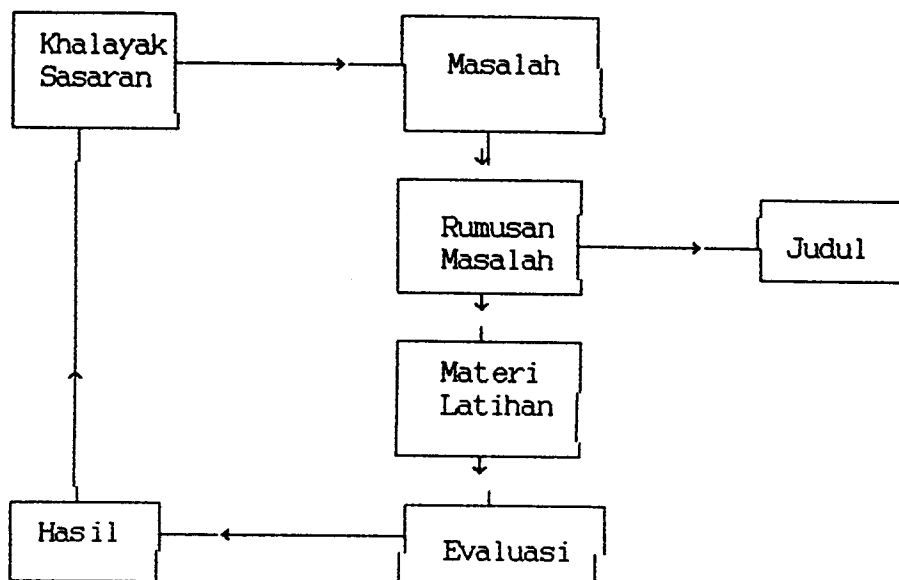 Khalayak
Sasaran
Masalah
Rumusan
Masalah
Judul
Materi
Latihan
Hasil
Evaluasi